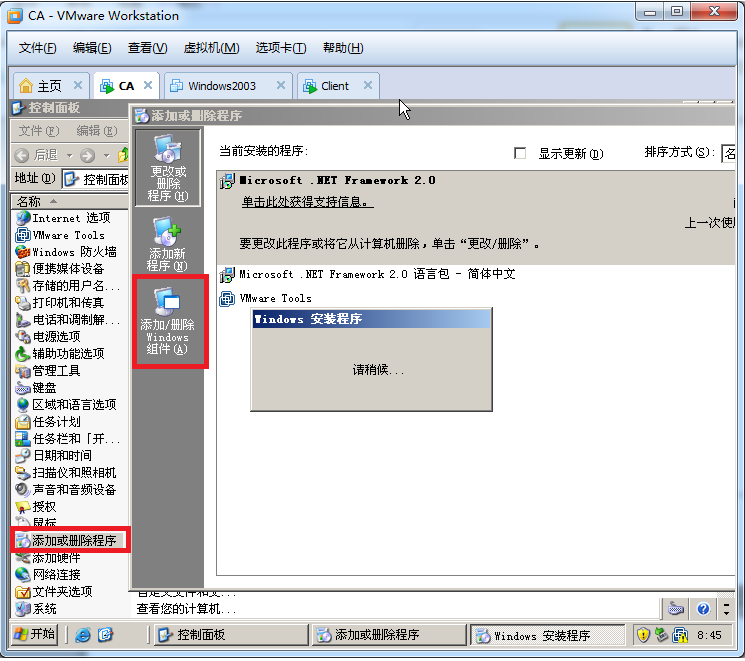 CA - VMware Workstation
文件(F) 编辑(E) 查看(V) 虚拟机(M) 选项卡(T) 帮助(H)
主页 CA Windows2003 Client
控制面板
文件(F) 编辑(E)
后退
地址(D) 控制面板
名称
Internet 选项
VMware Tools
Windows 防火墙
便携媒体设备
存储的用户名...
打印机和传真
电话和调制解...
电源选项
辅助功能选项
管理工具
键盘
区域和语言选项
任务计划
任务栏和「开...
日期和时间
扫描仪和照相机
声音和音频设备
授权
鼠标
添加或删除程序
添加硬件
网络连接
文件夹选项
系统
添加或删除程序
更改或
删除
程序(H)
添加新
程序(N)
添加/删除
Windows
组件(A)
当前安装的程序:
显示更新(D)
排序方式(S):
名
Microsoft .NET Framework 2.0
单击此处获得支持信息。
上一次使用
要更改此程序或将它从计算机删除，单击“更改/删除”。
Microsoft .NET Framework 2.0 语言包 - 简体中文
VMware Tools
Windows 安装程序
请稍候...
查看您的计算机...
开始 控制面板 添加或删除程序 Windows 安装程序 8:45